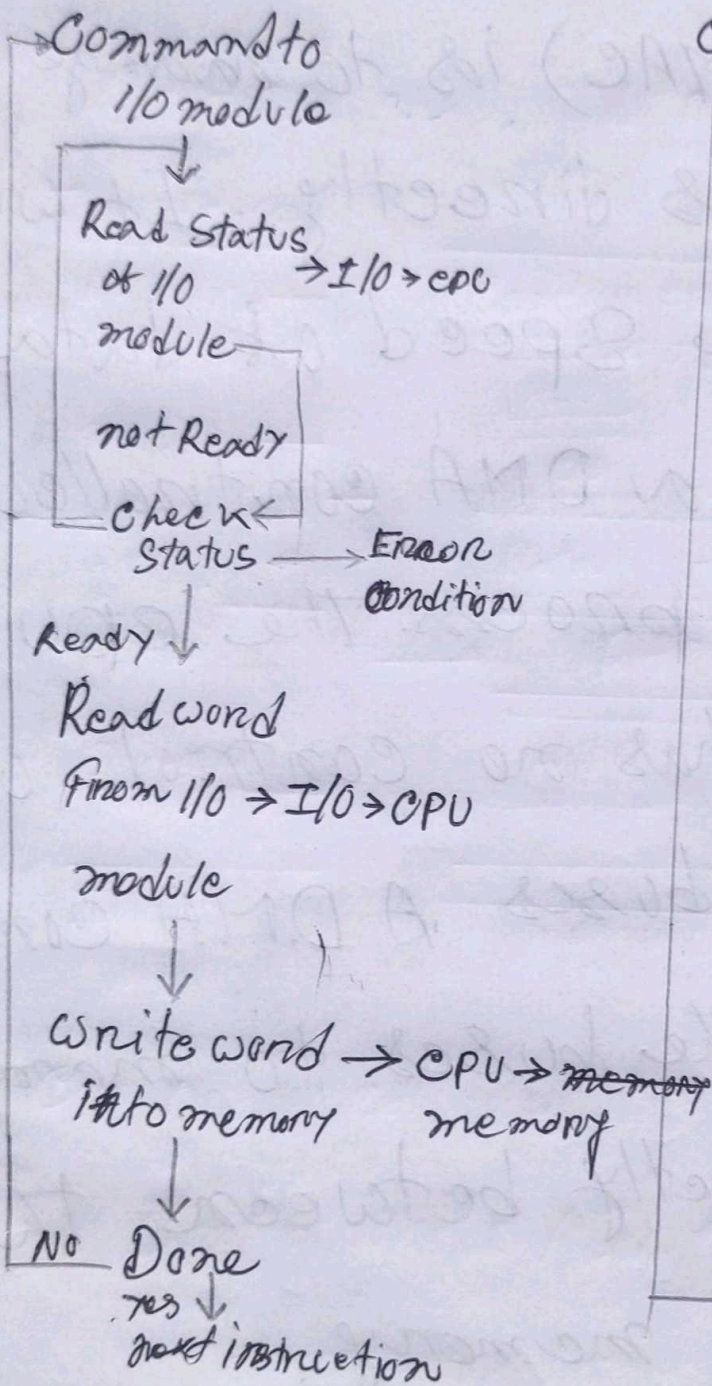 Command to
I/O module
Read Status
of I/O → I/O → CPU
module
not Ready
Check
Status → Error
Condition
Ready
Read word
From I/O → I/O → CPU
module
Write word → CPU → memory
into memory memory
No Done
yes
next instruction